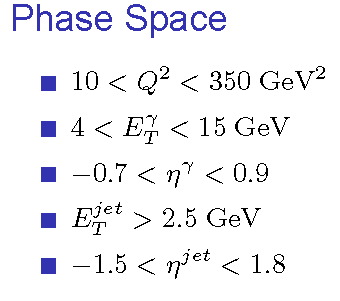 Phase Space
10 < Q² < 350 GeV²
4 < E_T^γ < 15 GeV
−0.7 < η^γ < 0.9
E_T^{jet} > 2.5 GeV
−1.5 < η^{jet} < 1.8